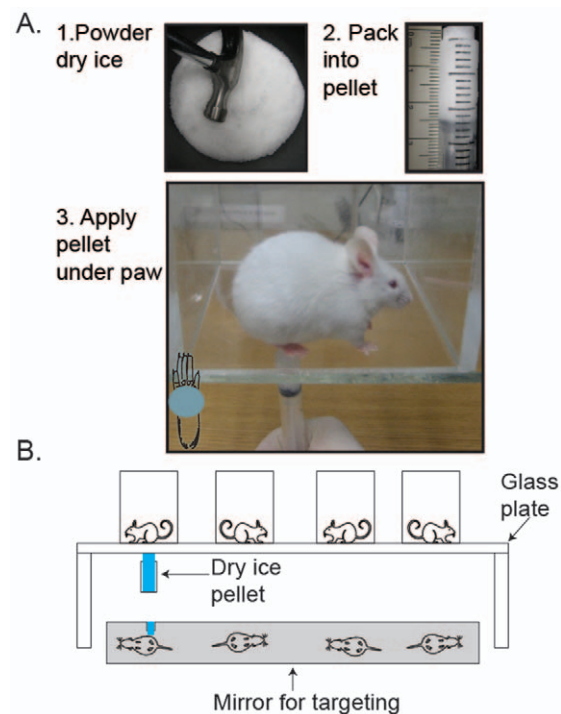 A.
1.Powder
dry ice
2. Pack
into
pellet
3. Apply
pellet
under paw
B.
Glass
plate
Dry ice
pellet
Mirror for targeting